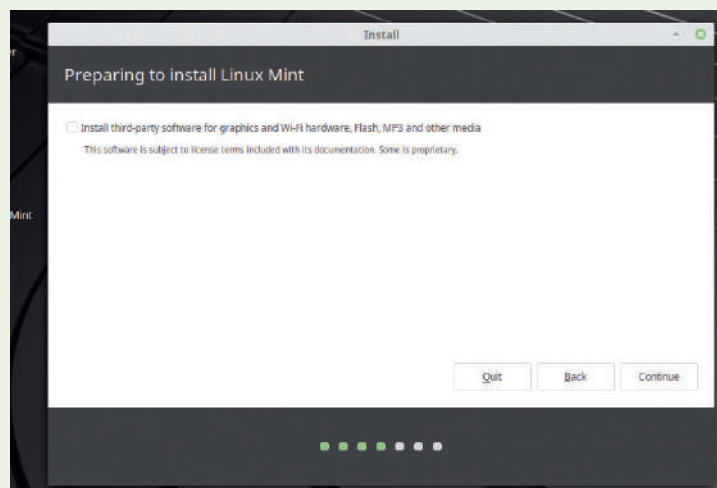 Install
Preparing to install Linux Mint
Install third-party software for graphics and Wi-Fi hardware, Flash, MP3 and other media
This software is subject to license terms included with its documentation. Some is proprietary.
Mint
Quit
Back
Continue